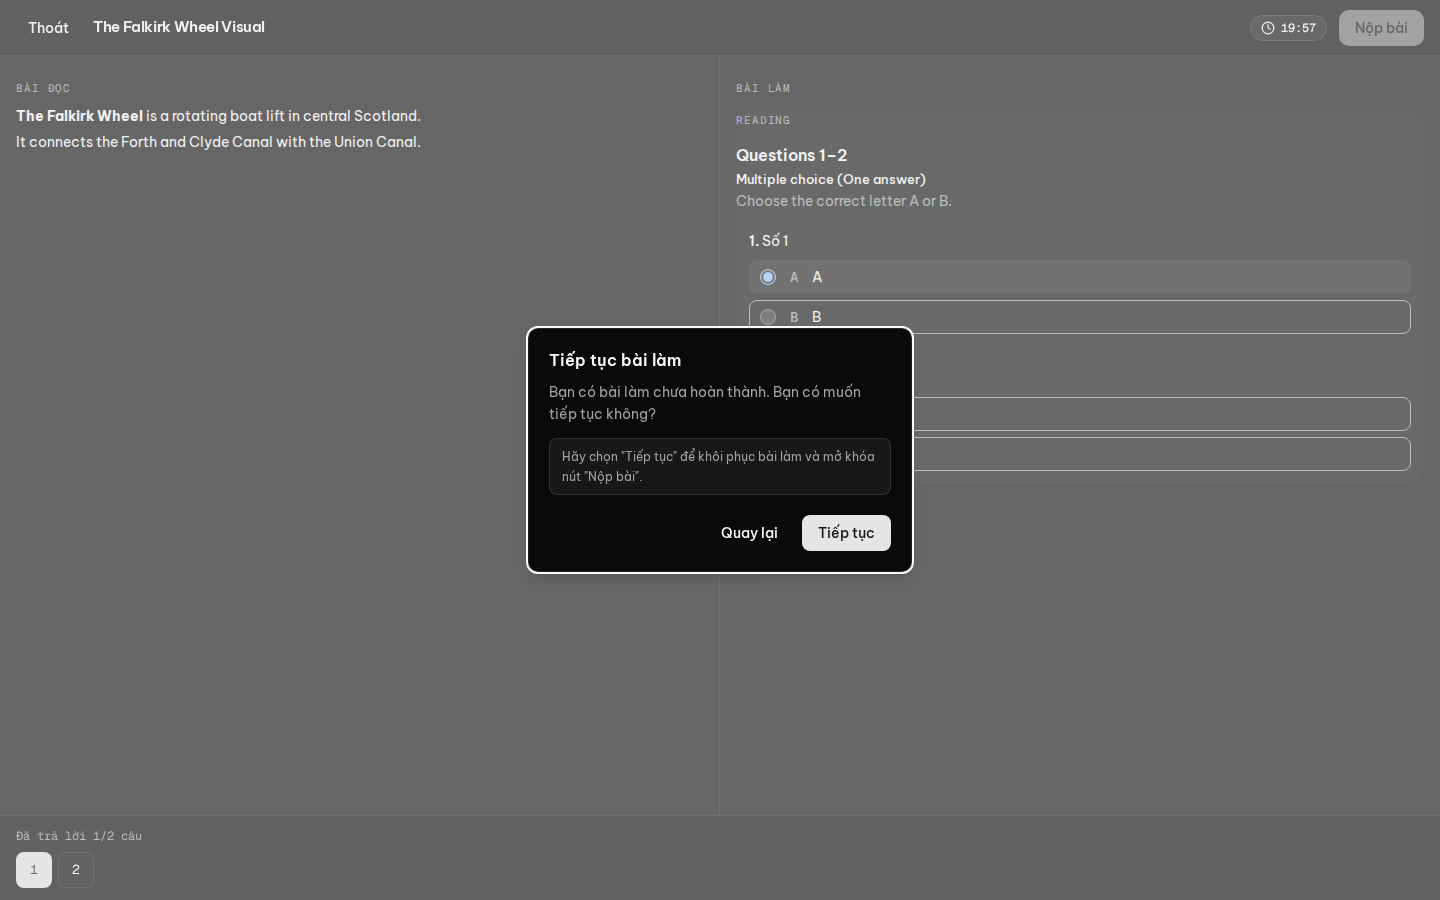 Thoát
The Falkirk Wheel Visual
19:57
Nộp bài
BÀI ĐỌC
The Falkirk Wheel is a rotating boat lift in central Scotland.
It connects the Forth and Clyde Canal with the Union Canal.
BÀI LÀM
READING
Questions 1–2
Multiple choice (One answer)
Choose the correct letter A or B.
1. Số 1
A A
B B
Tiếp tục bài làm
Bạn có bài làm chưa hoàn thành. Bạn có muốn
tiếp tục không?
Hãy chọn "Tiếp tục" để khôi phục bài làm và mở khóa
nút "Nộp bài".
Quay lại
Tiếp tục
Đã trả lời 1/2 câu
1
2